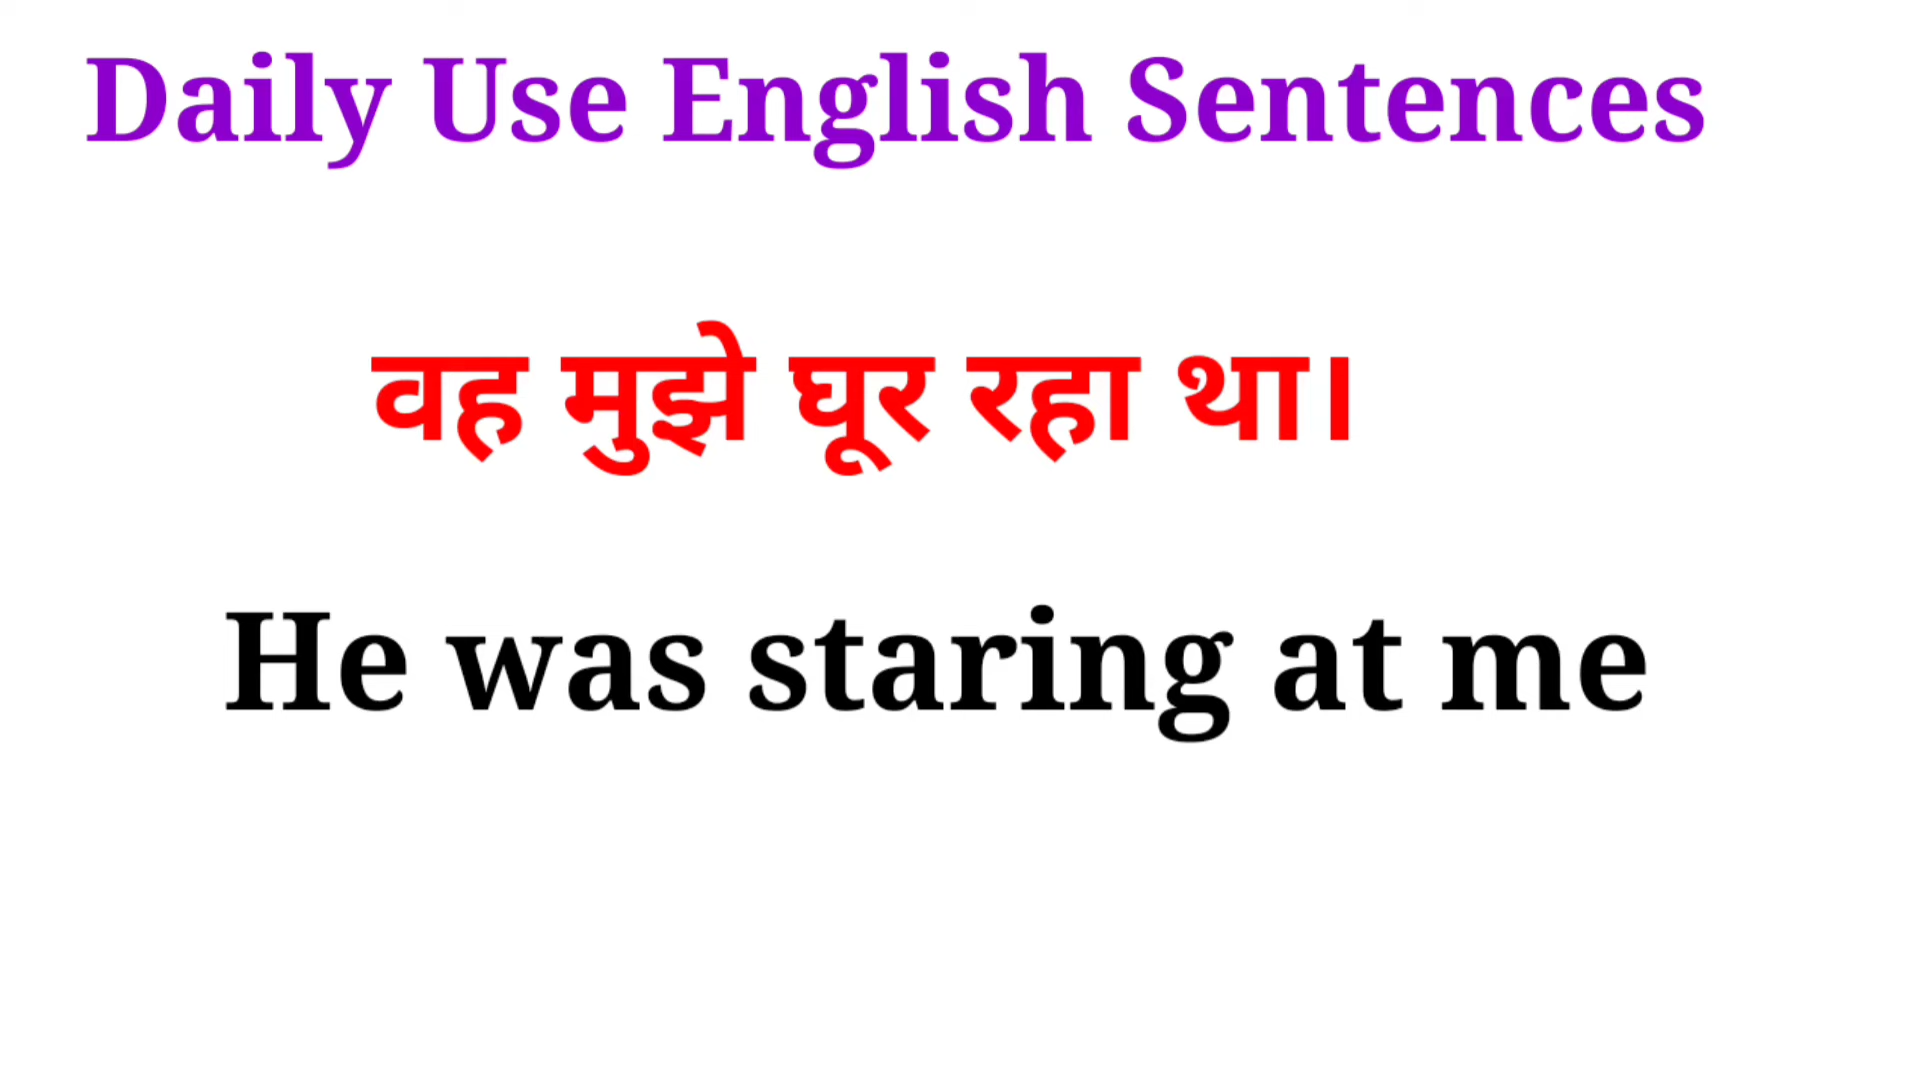 Daily Use English Sentences
वह मुझे घूर रहा था।
He was staring at me